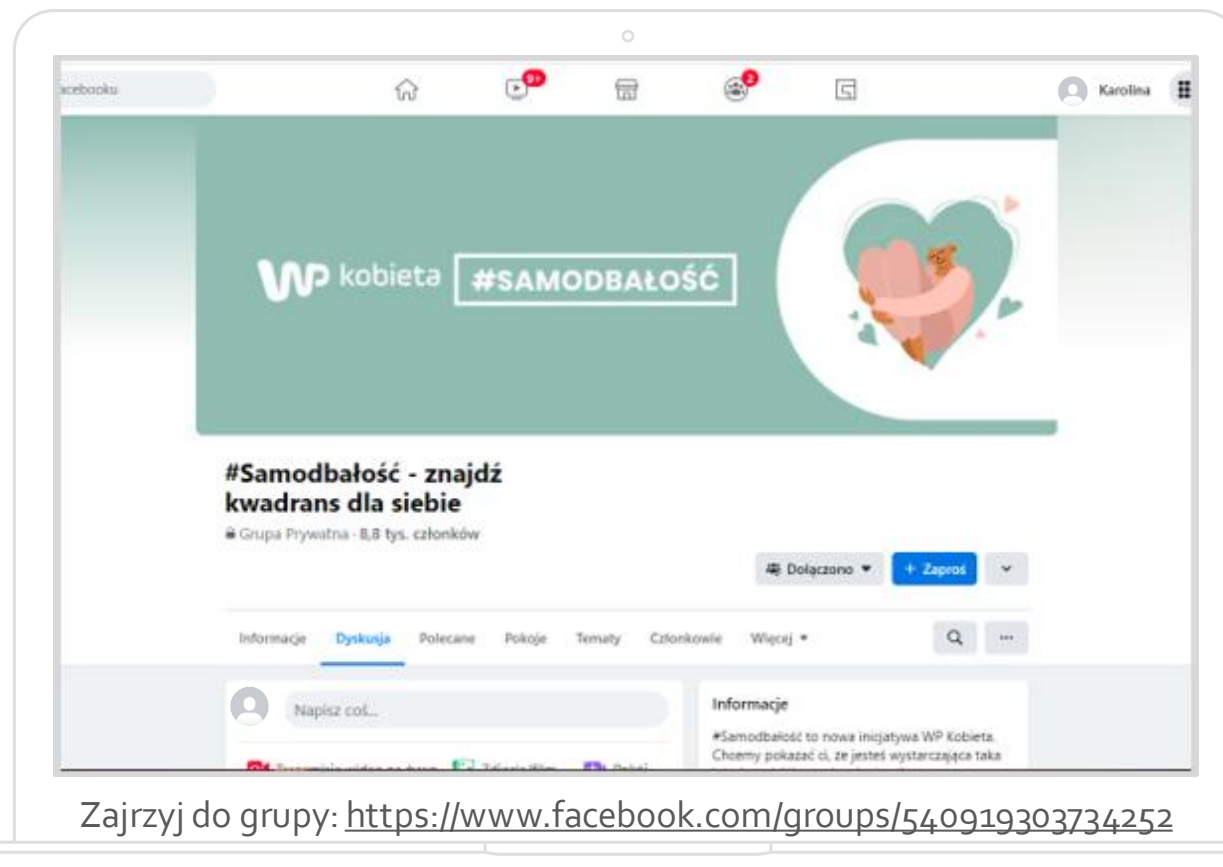 acebooku
9+
2
Karolina
WP kobieta #SAMODBAŁOŚĆ
#Samodbałość - znajdź
kwadrans dla siebie
Grupa Prywatna · 8,8 tys. członków
Dołączono
+ Zaproś
Informacje Dyskusja Polecane Pokoje Tematy Członkowie Więcej
Napisz coś...
Informacje
#Samodbałość to nowa inicjatywa WP Kobieta.
Chcemy pokazać ci, że jesteś wystarczająca taka
Zajrzyj do grupy: https://www.facebook.com/groups/540919303734252